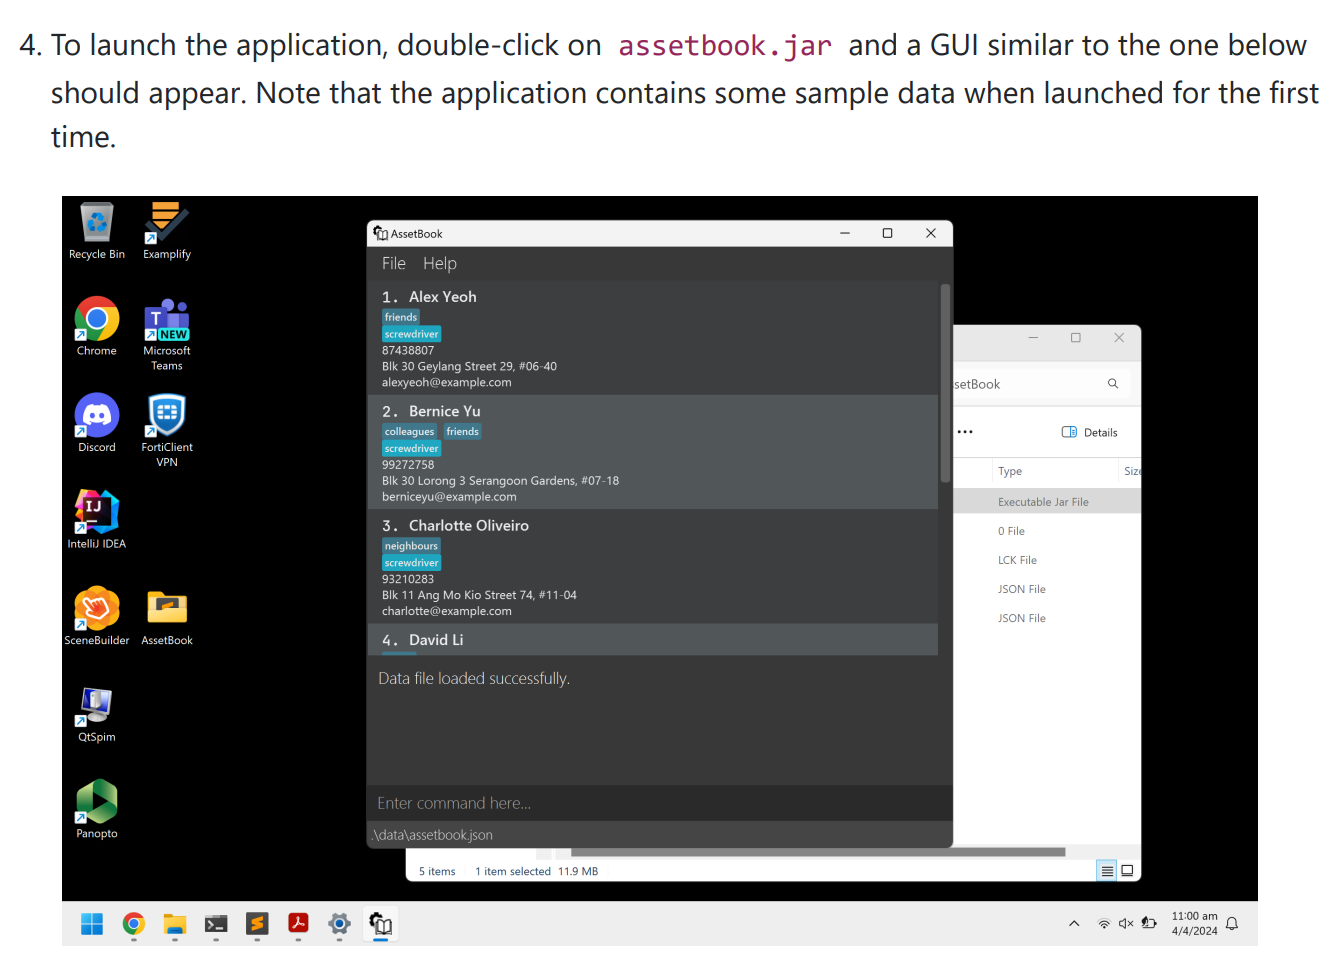 4. To launch the application, double-click on assetbook.jar and a GUI similar to the one below
should appear. Note that the application contains some sample data when launched for the first
time.
Recycle Bin
Examplify
Chrome
NEW
Microsoft
Teams
Discord
FortiClient
VPN
IJ
IntelliJ IDEA
SceneBuilder
AssetBook
QtSpim
Panopto
AssetBook
File Help
1. Alex Yeoh
friends
screwdriver
87438807
Blk 30 Geylang Street 29, #06-40
alexyeoh@example.com
2. Bernice Yu
colleagues friends
screwdriver
99272758
Blk 30 Lorong 3 Serangoon Gardens, #07-18
berniceyu@example.com
3. Charlotte Oliveiro
neighbours
screwdriver
93210283
Blk 11 Ang Mo Kio Street 74, #11-04
charlotte@example.com
4. David Li
Data file loaded successfully.
Enter command here...
.\data\assetbook.json
setBook
... Details
Type Size
Executable Jar File
0 File
LCK File
JSON File
JSON File
5 items 1 item selected 11.9 MB
11:00 am
4/4/2024